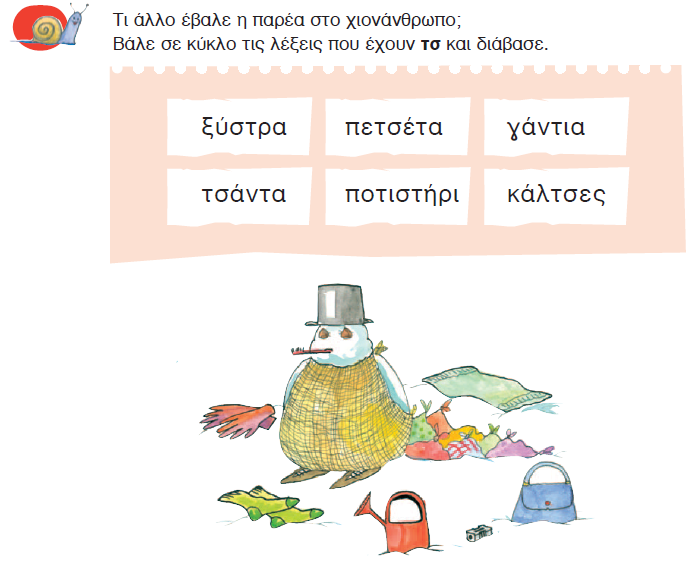 Τι άλλο έβαλε η παρέα στο χιονάνθρωπο;
Βάλε σε κύκλο τις λέξεις που έχουν τσ και διάβασε.
ξύστρα πετσέτα γάντια
τσάντα ποτιστήρι κάλτσες